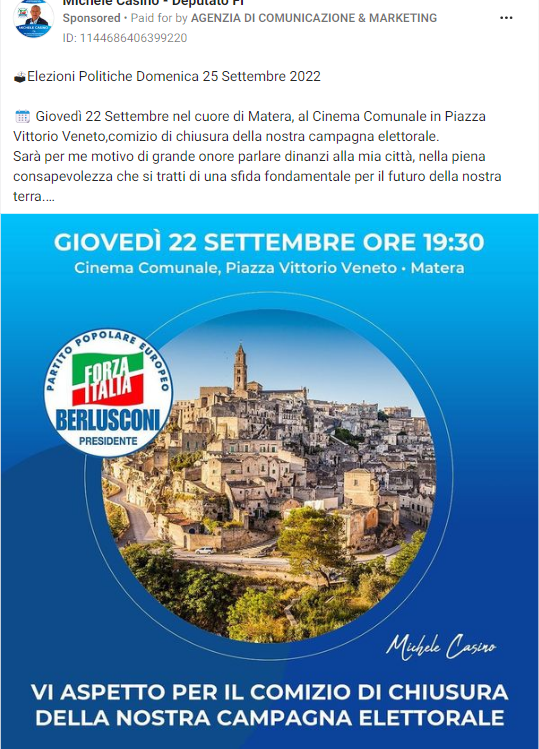 Michele Casino - Deputato FI
Sponsored • Paid for by AGENZIA DI COMUNICAZIONE & MARKETING
ID: 1144686406399220
🗳️Elezioni Politiche Domenica 25 Settembre 2022
🗓️ Giovedì 22 Settembre nel cuore di Matera, al Cinema Comunale in Piazza
Vittorio Veneto,comizio di chiusura della nostra campagna elettorale.
Sarà per me motivo di grande onore parlare dinanzi alla mia città, nella piena
consapevolezza che si tratti di una sfida fondamentale per il futuro della nostra
terra....
GIOVEDÌ 22 SETTEMBRE ORE 19:30
Cinema Comunale, Piazza Vittorio Veneto • Matera
PARTITO POPOLARE EUROPEO
FORZA
ITALIA
BERLUSCONI
PRESIDENTE
Michele Casino
VI ASPETTO PER IL COMIZIO DI CHIUSURA
DELLA NOSTRA CAMPAGNA ELETTORALE